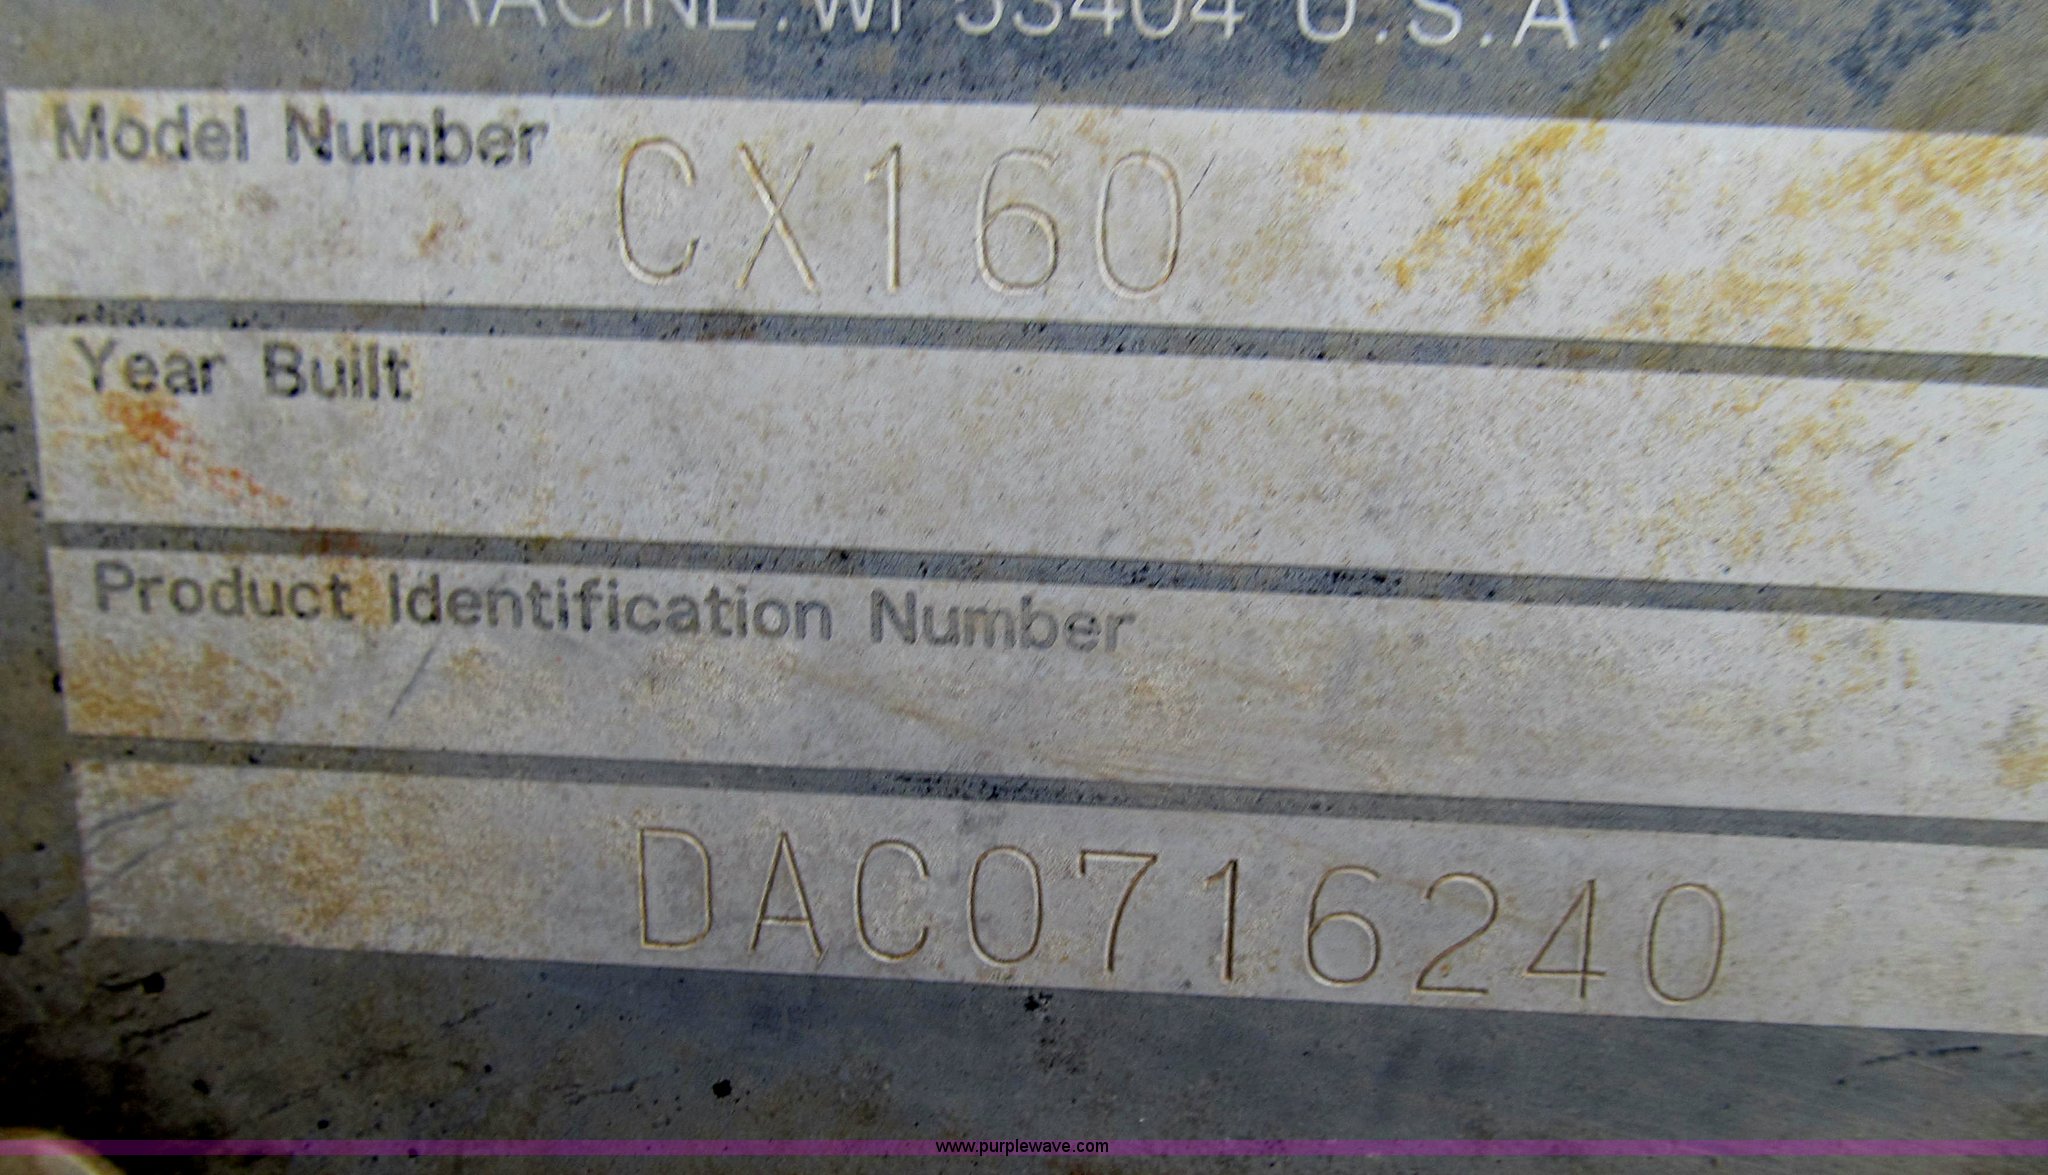 RACINE. WI 53404 U.S.A.
Model Number CX160
Year Built
Product Identification Number
DAC0716240
www.purplewave.com